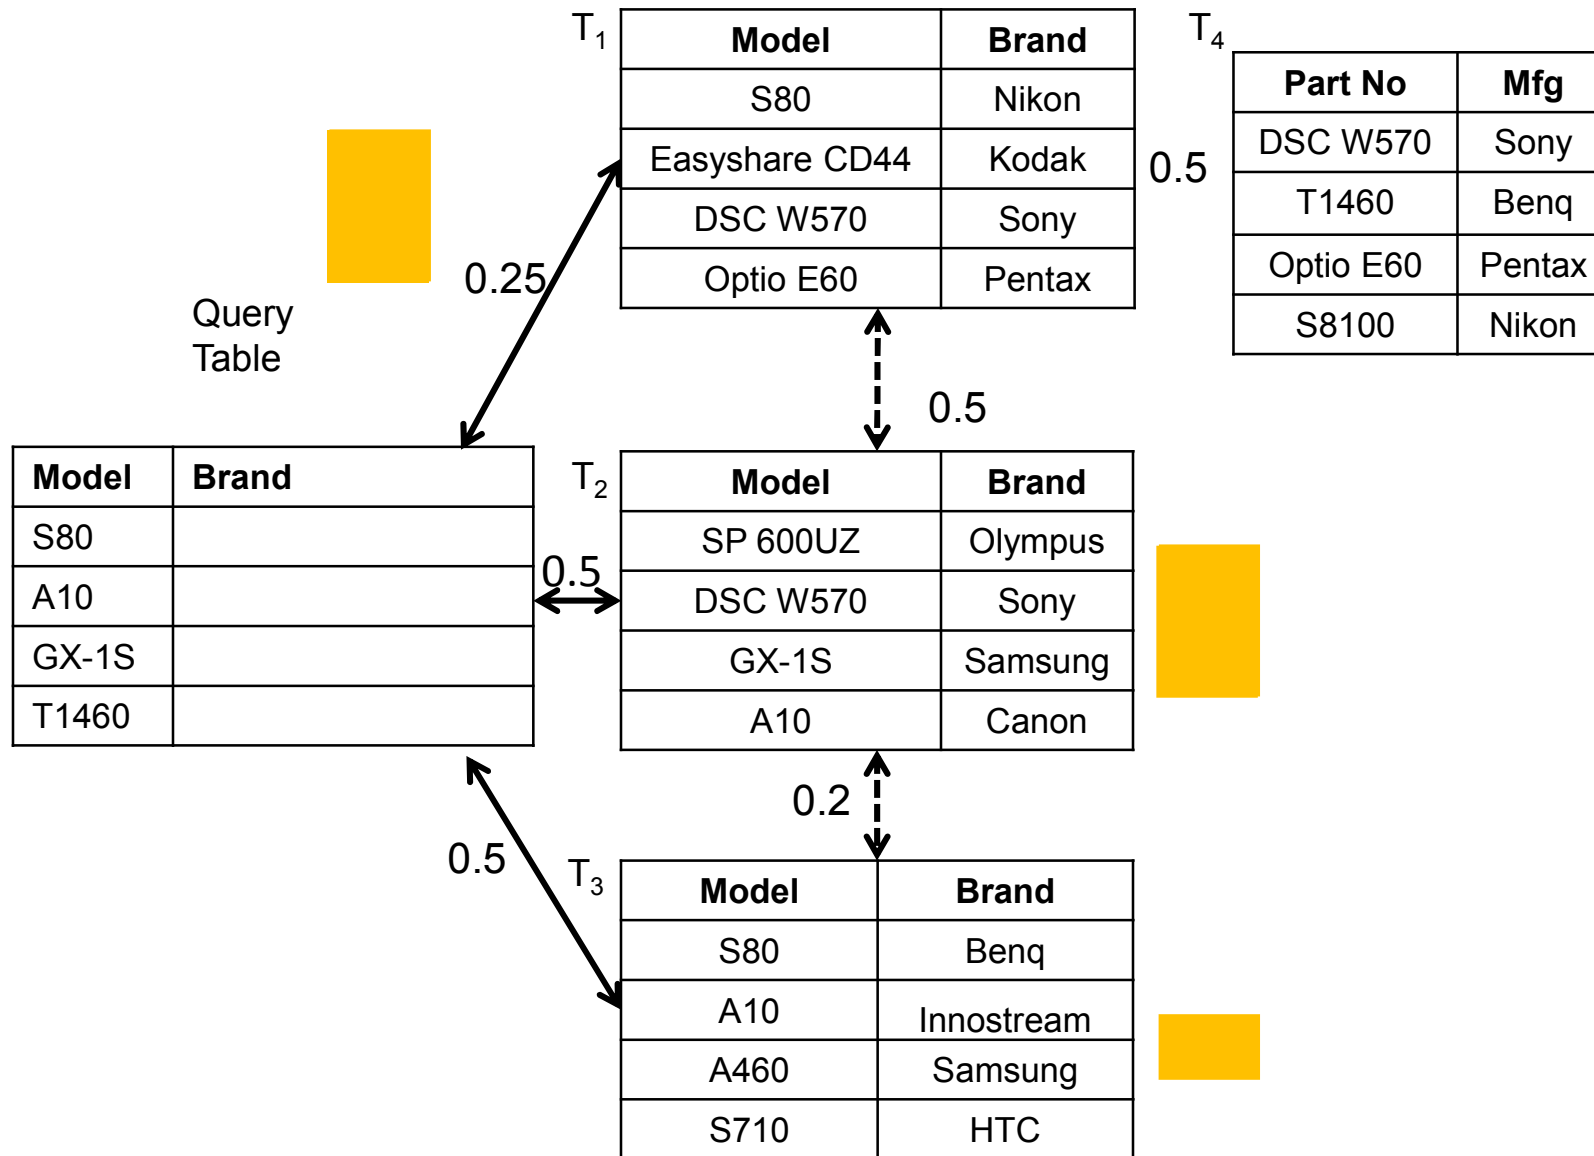 T1
Model Brand
S80 Nikon
Easyshare CD44 Kodak
DSC W570 Sony
Optio E60 Pentax
T4
Part No Mfg
DSC W570 Sony
T1460 Benq
Optio E60 Pentax
S8100 Nikon
0.5
0.25
Query
Table
0.5
Model Brand
S80
A10
GX-1S
T1460
0.5
T2
Model Brand
SP 600UZ Olympus
DSC W570 Sony
GX-1S Samsung
A10 Canon
0.2
0.5
T3
Model Brand
S80 Benq
A10 Innostream
A460 Samsung
S710 HTC